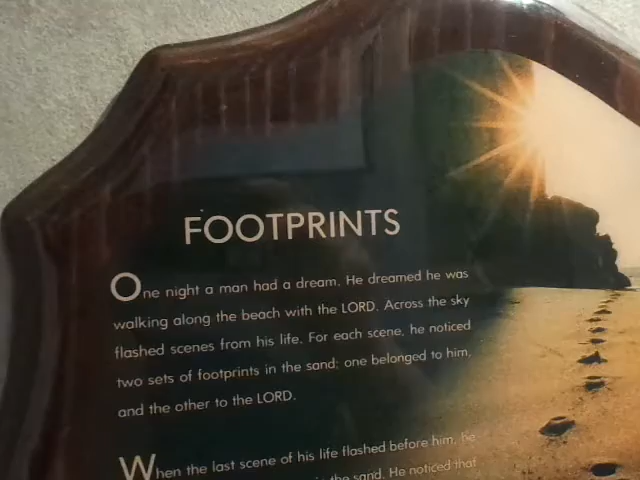 FOOTPRINTS
One night a man had a dream. He dreamed he was
walking along the beach with the LORD. Across the sky
flashed scenes from his life. For each scene, he noticed
two sets of footprints in the sand: one belonged to him,
and the other to the LORD.
When the last scene of his life flashed before him, he
the sand. He noticed that